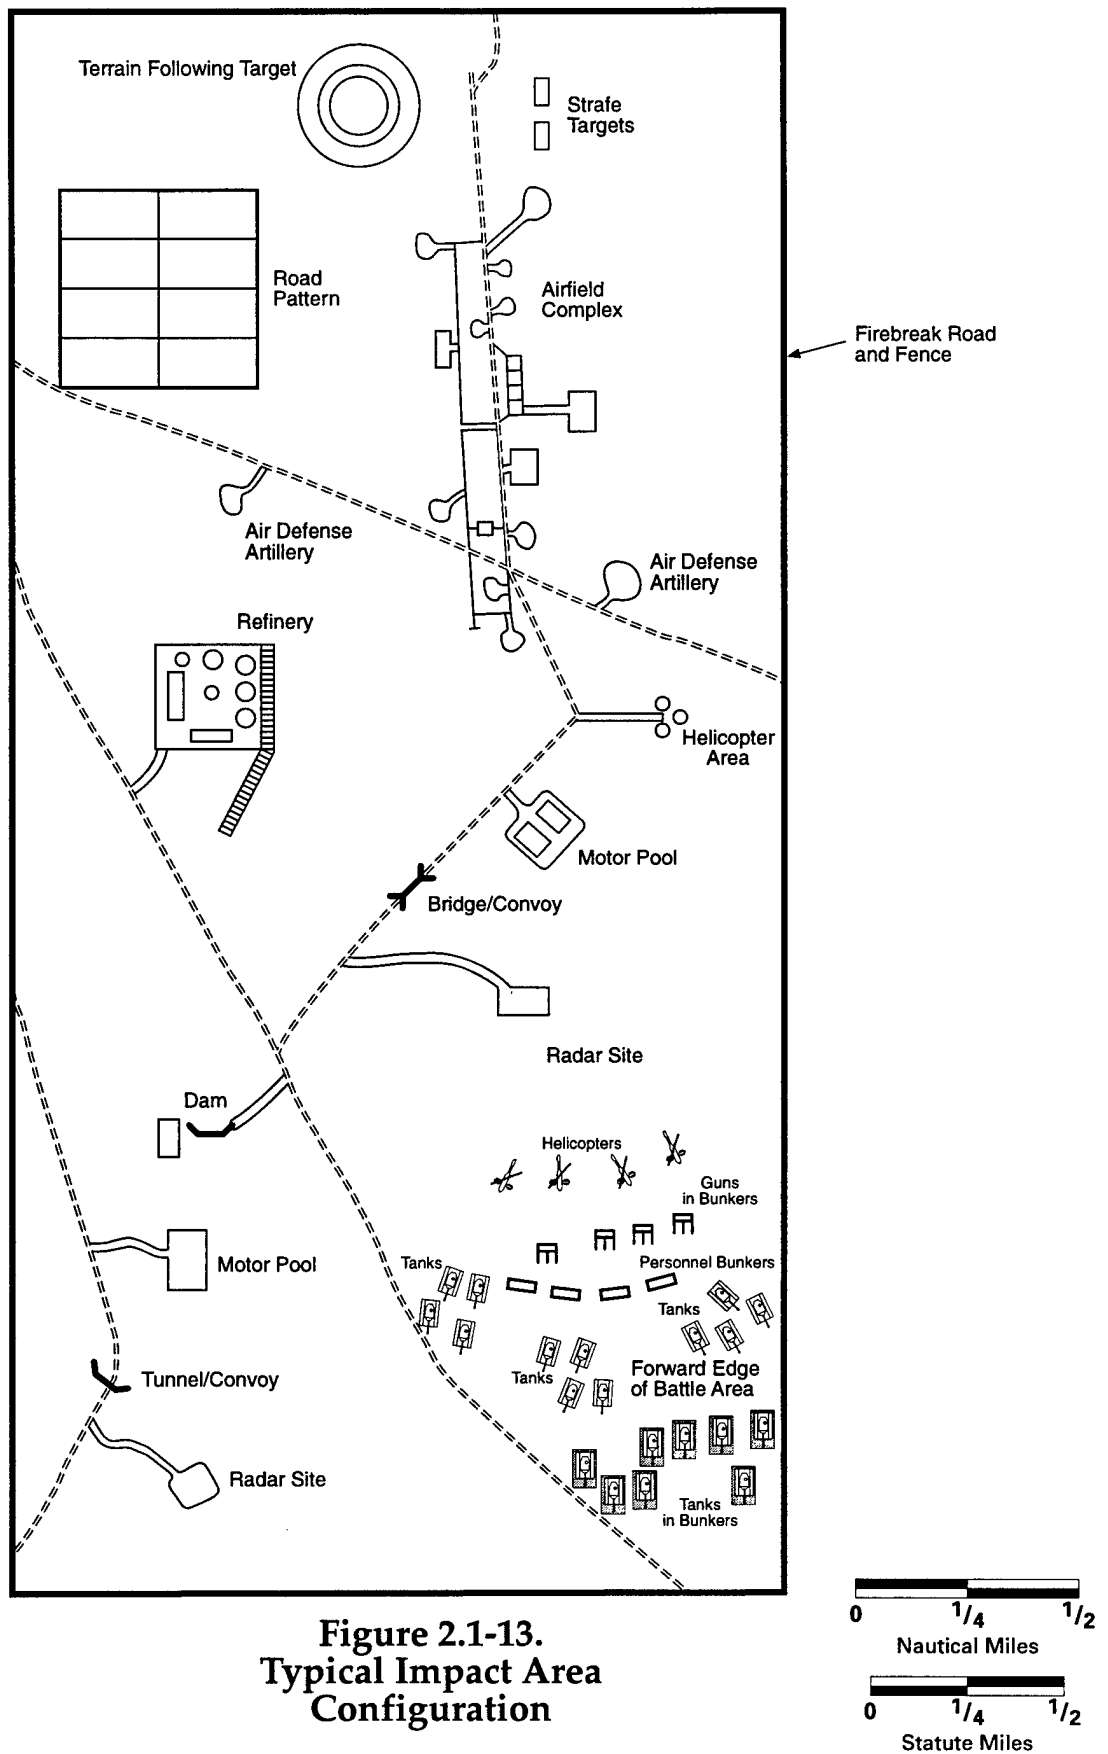 Terrain Following Target
Strafe
Targets
Road
Pattern
Airfield
Complex
Firebreak Road
and Fence
Air Defense
Artillery
Air Defense
Artillery
Refinery
Helicopter
Area
Motor Pool
Bridge/Convoy
Radar Site
Dam
Helicopters
Guns
in Bunkers
Motor Pool
Tanks
Personnel Bunkers
Tanks
Tanks
Forward Edge
of Battle Area
Tunnel/Convoy
Radar Site
Tanks
in Bunkers
0 1/4 1/2
Nautical Miles
0 1/4 1/2
Statute Miles
Figure 2.1-13.
Typical Impact Area
Configuration